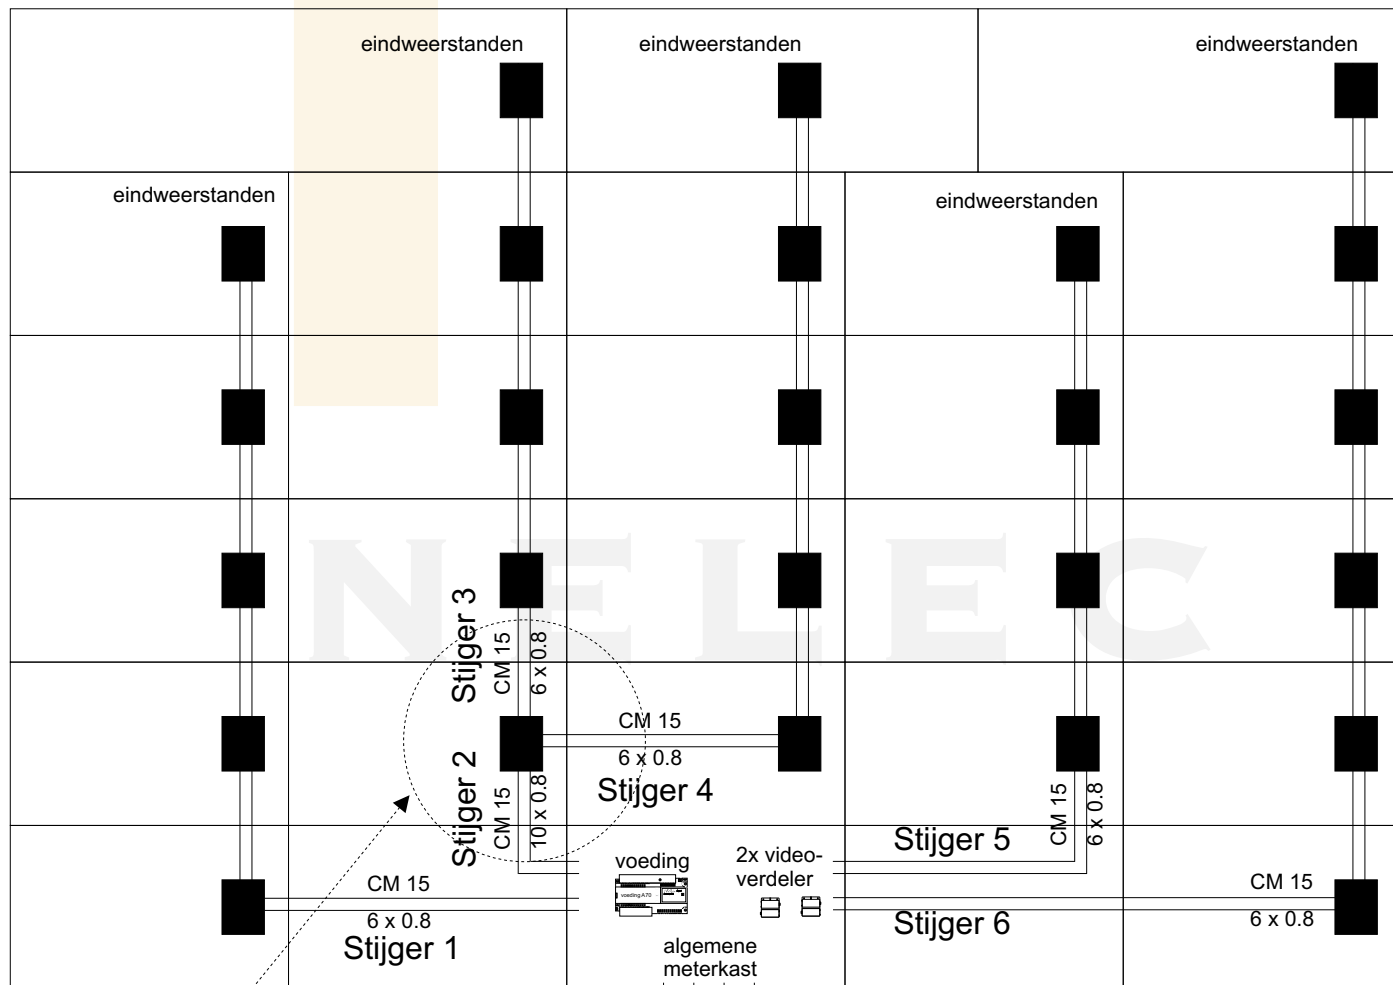 eindweerstanden
eindweerstanden
eindweerstanden
eindweerstanden
eindweerstanden
NELEC
Stijger 3
CM 15
6 x 0.8
CM 15
6 x 0.8
Stijger 4
Stijger 2
CM 15
10 x 0.8
CM 15
6 x 0.8
Stijger 5
voeding
2x video-
verdeler
voeding A70
CM 15
6 x 0.8
Stijger 1
CM 15
6 x 0.8
Stijger 6
algemene
meterkast